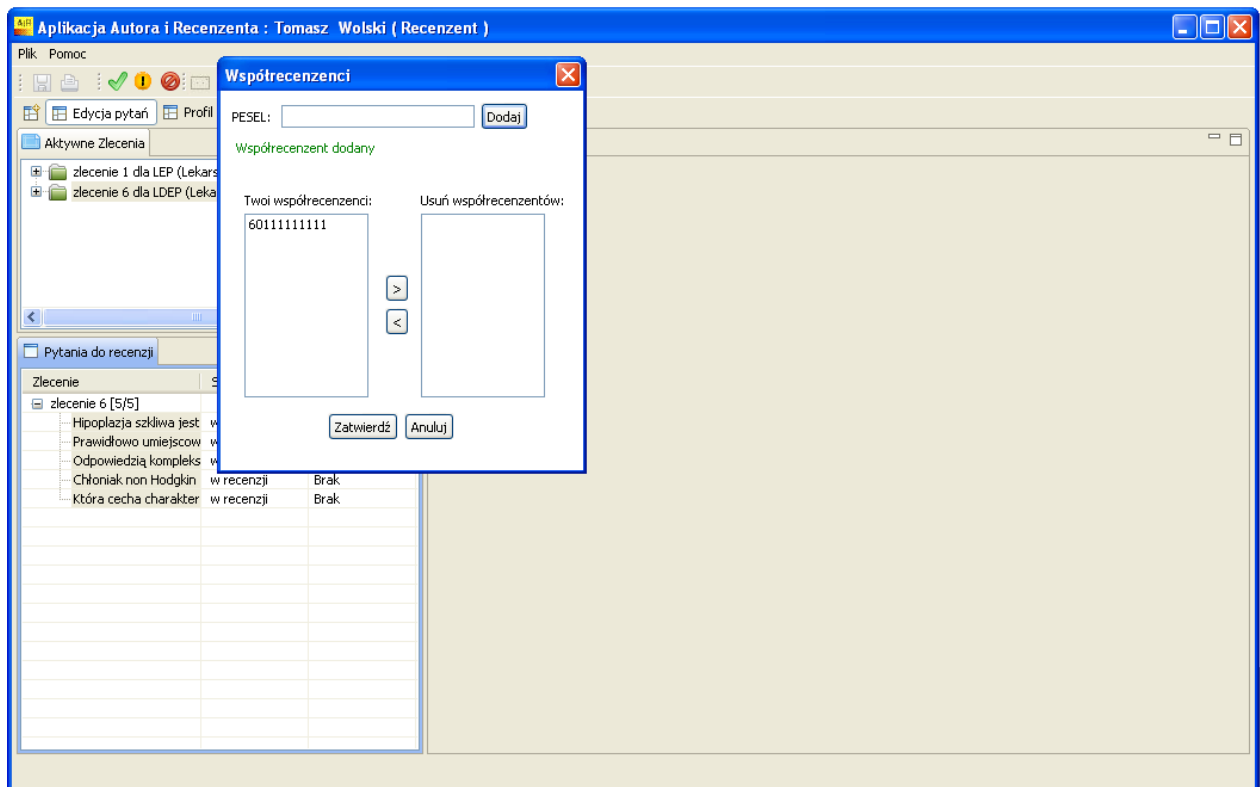 Aplikacja Autora i Recenzenta : Tomasz Wolski ( Recenzent )
Plik Pomoc
Edycja pytań Profil
Aktywne Zlecenia
zlecenie 1 dla LEP (Lekars
zlecenie 6 dla LDEP (Leka
Współrecenzenci
PESEL: Dodaj
Współrecenzent dodany
Twoi współrecenzenci: Usuń współrecenzentów:
60111111111
>
<
Zatwierdź Anuluj
Pytania do recenzji
Zlecenie S
zlecenie 6 [5/5]
Hipoplazja szkliwa jest w
Prawidłowo umiejscow w
Odpowiedzią kompleks w
Chłoniak non Hodgkin w recenzji Brak
Która cecha charakter w recenzji Brak